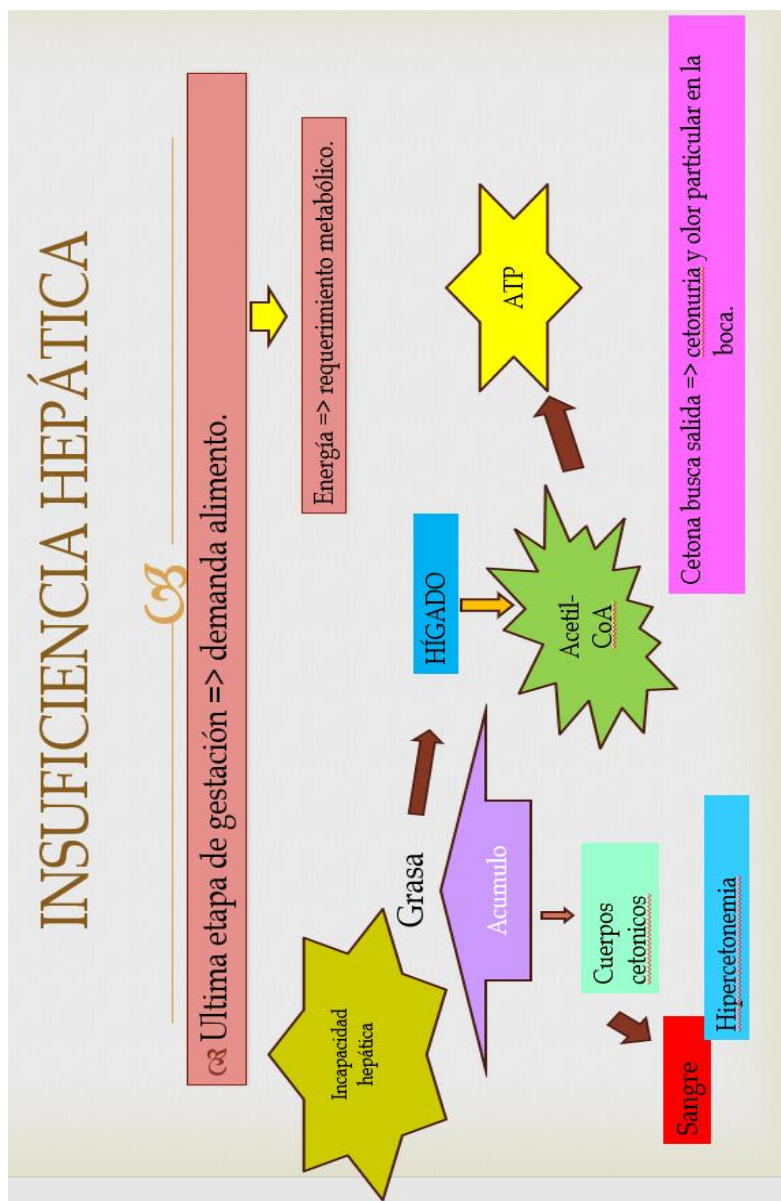 INSUFICIENCIA HEPÁTICA
Ultima etapa de gestación => demanda alimento.
Energía => requerimiento metabólico.
Incapacidad
hepática
Grasa
HÍGADO
Acumulo
Acetil-
CoA
ATP
Cuerpos
cetonicos
Sangre
Hipercetonemia
Cetona busca salida => cetonuria y olor particular en la
boca.